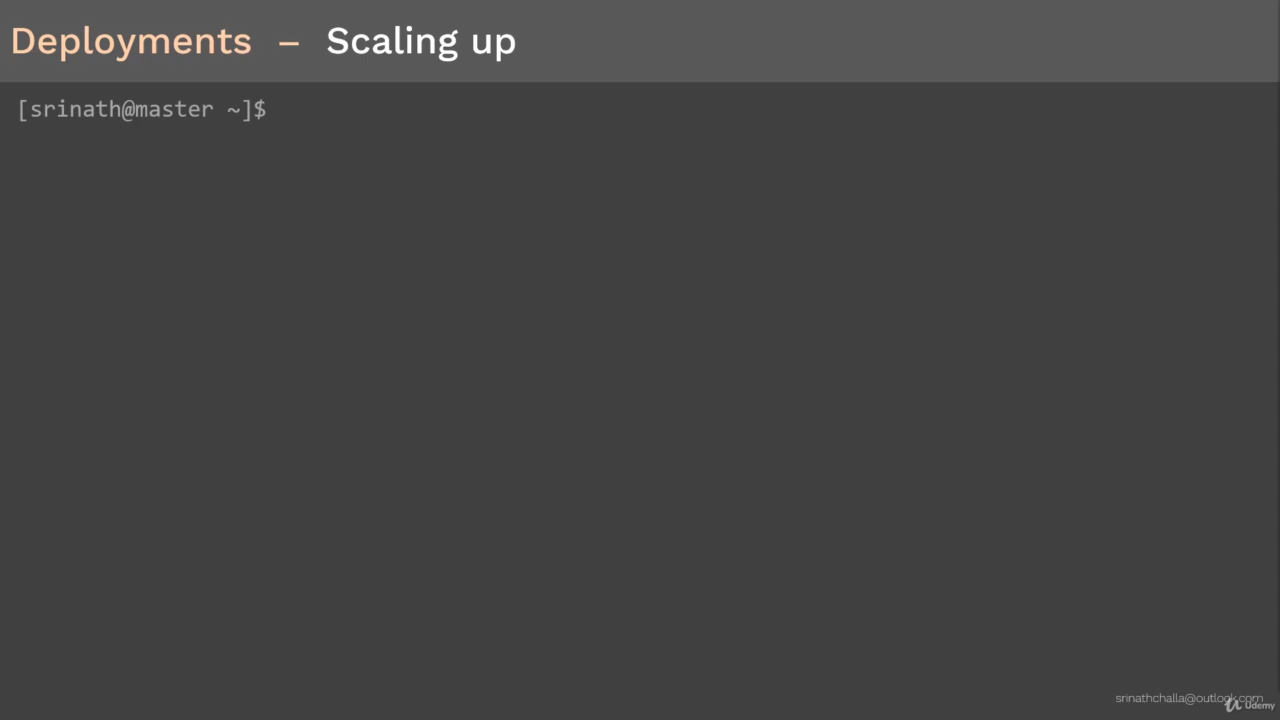 Deployments – Scaling up
[srinath@master ~]$
srinathchalla@outlook.com
Udemy